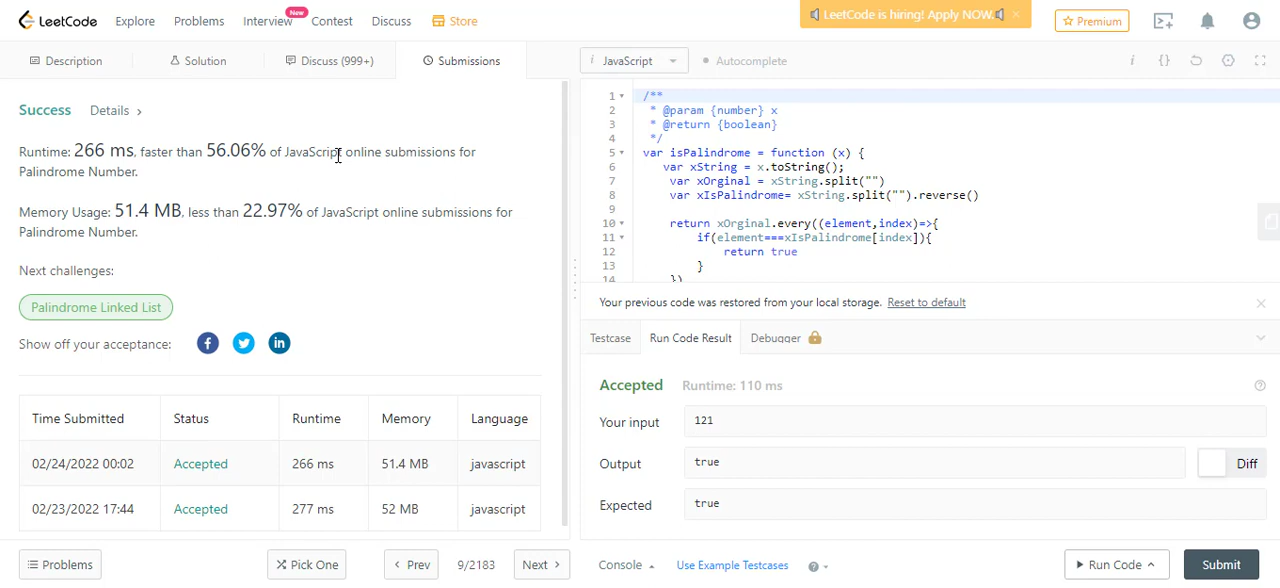 LeetCode Explore Problems Interview New Contest Discuss Store LeetCode is hiring! Apply NOW. × Premium
Description Solution Discuss (999+) Submissions i JavaScript Autocomplete i {}
Success Details ›
Runtime: 266 ms, faster than 56.06% of JavaScript online submissions for
Palindrome Number.
Memory Usage: 51.4 MB, less than 22.97% of JavaScript online submissions for
Palindrome Number.
Next challenges:
Palindrome Linked List
Show off your acceptance:
Time Submitted Status Runtime Memory Language
02/24/2022 00:02 Accepted 266 ms 51.4 MB javascript
02/23/2022 17:44 Accepted 277 ms 52 MB javascript
Problems Pick One ‹ Prev 9/2183 Next ›
1 /**
2 * @param {number} x
3 * @return {boolean}
4 */
5 var isPalindrome = function (x) {
6 var xString = x.toString();
7 var xOrginal = xString.split("")
8 var xIsPalindrome= xString.split("").reverse()
9
10 return xOrginal.every((element,index)=>{
11 if(element===xIsPalindrome[index]){
12 return true
13 }
14 })
Your previous code was restored from your local storage. Reset to default ×
Testcase Run Code Result Debugger
Accepted Runtime: 110 ms ?
Your input 121
Output true Diff
Expected true
Console Use Example Testcases ? Run Code Submit